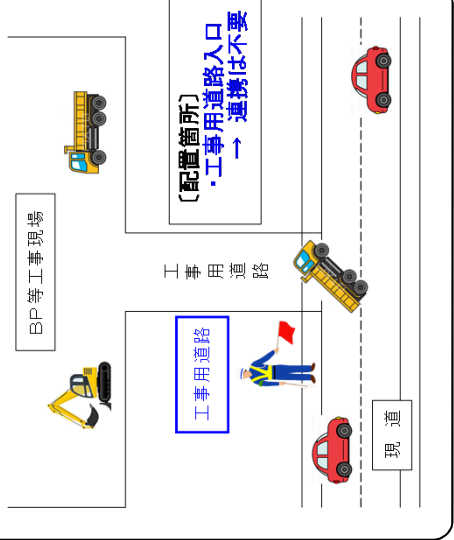 〔配置箇所〕
・工事用道路入口
→ 連携は不要
BP等工事現場
工事用道路
工事用道路
現道